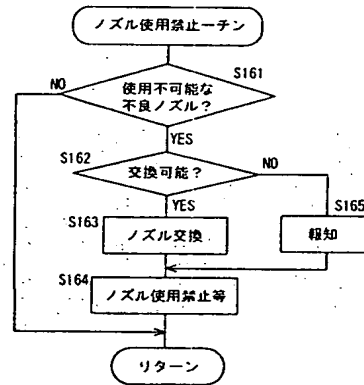 ノズル使用禁止ーチン
S161
NO
使用不可能な
不良ノズル?
YES
S162
NO
交換可能?
YES
S163
S165
ノズル交換
報知
S164
ノズル使用禁止等
リターン